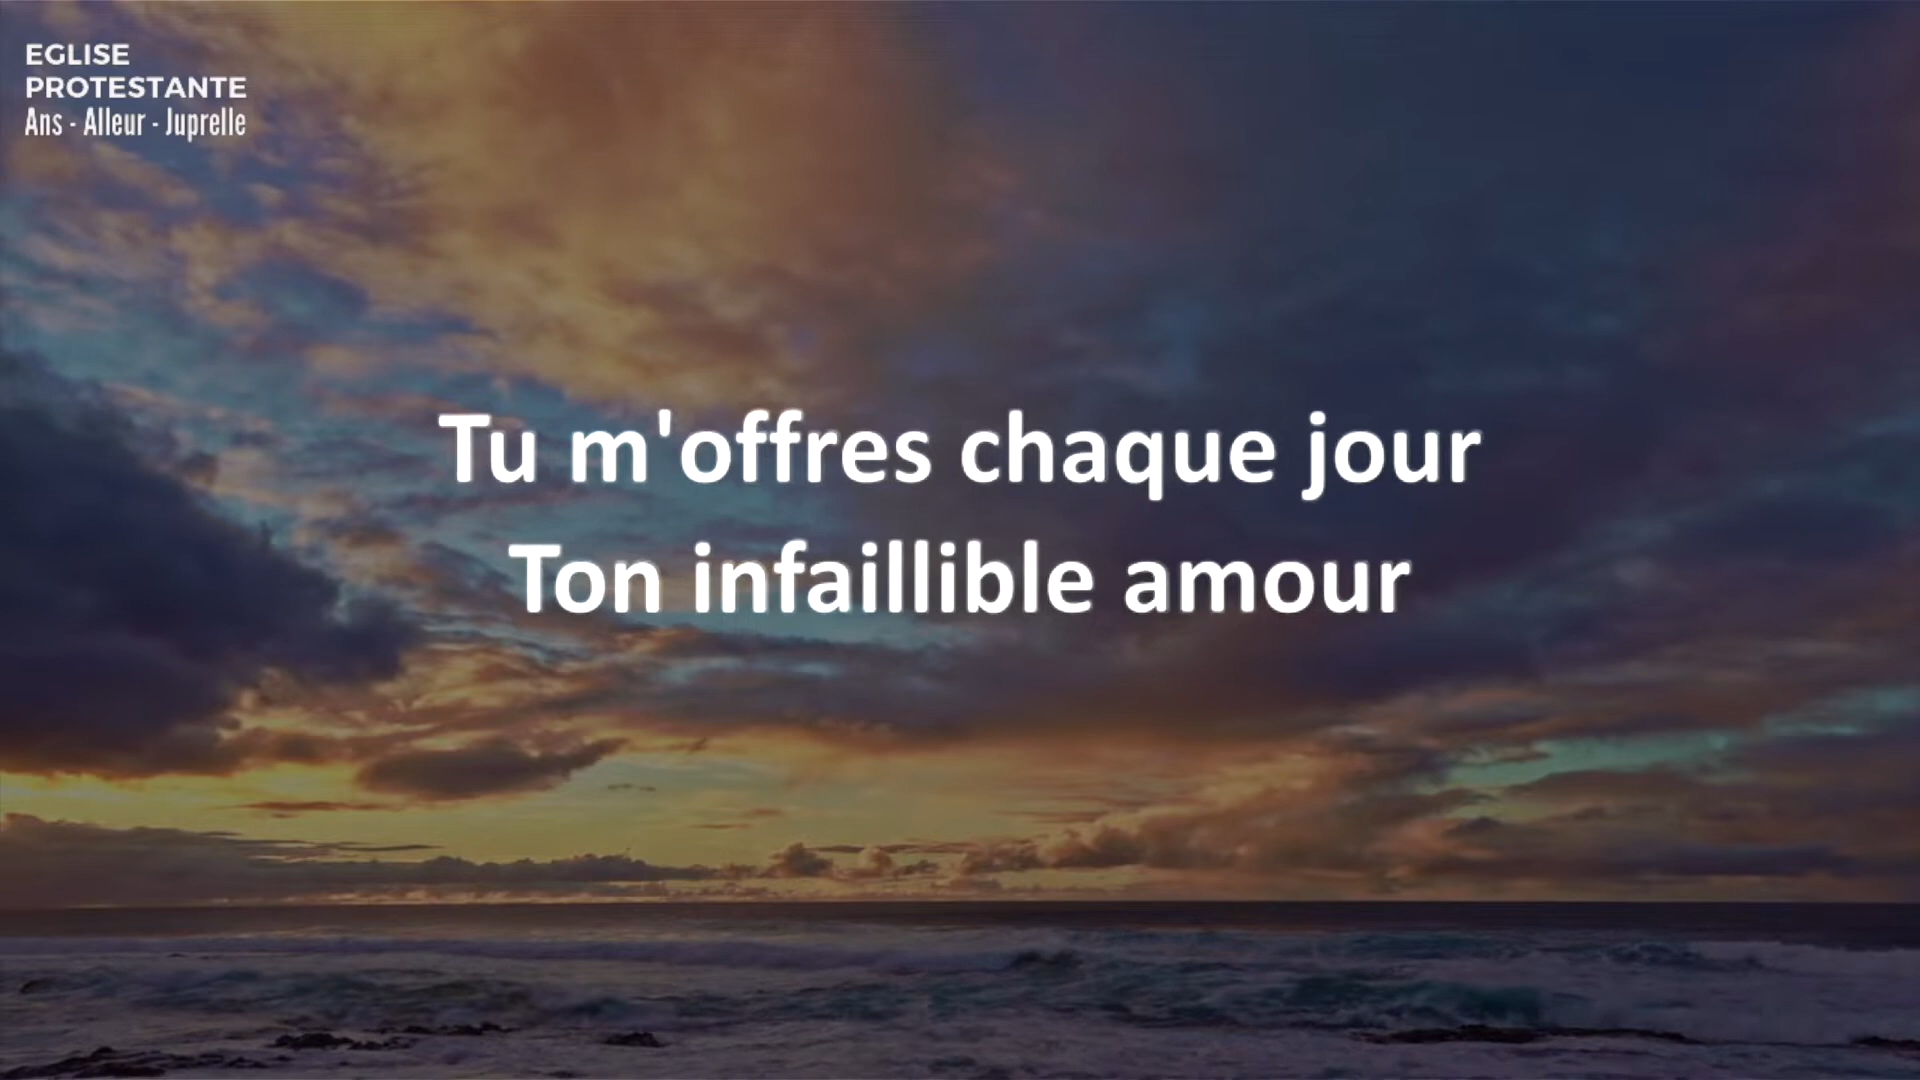 EGLISE
PROTESTANTE
Ans - Alleur - Juprelle
Tu m'offres chaque jour
Ton infaillible amour